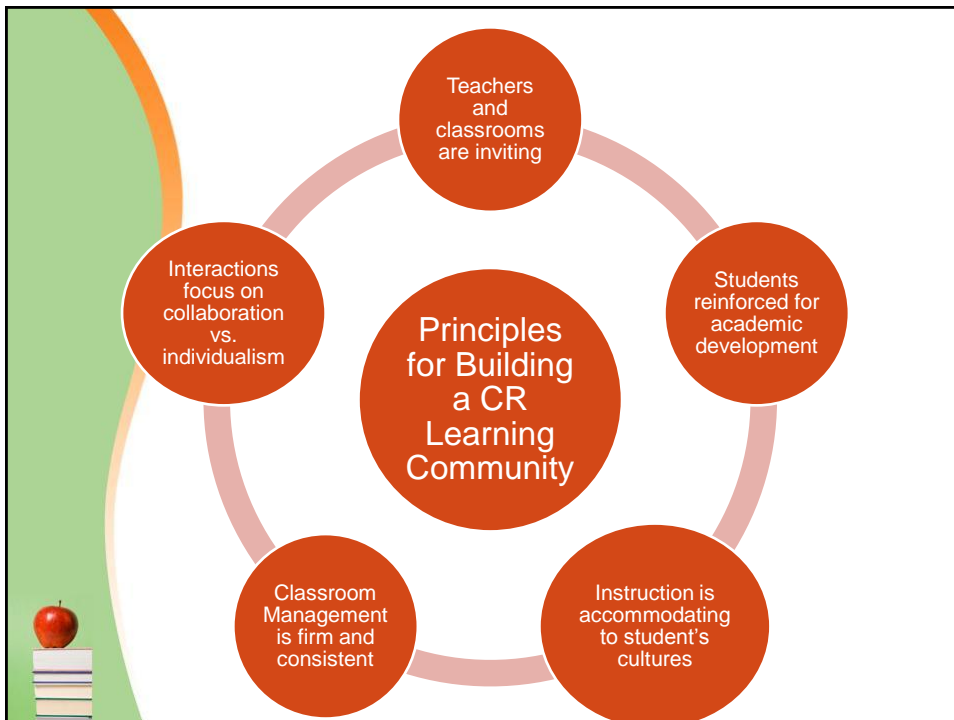 Teachers
and
classrooms
are inviting
Students
reinforced for
academic
development
Instruction is
accommodating
to student's
cultures
Classroom
Management
is firm and
consistent
Interactions
focus on
collaboration
vs.
individualism
Principles
for Building
a CR
Learning
Community